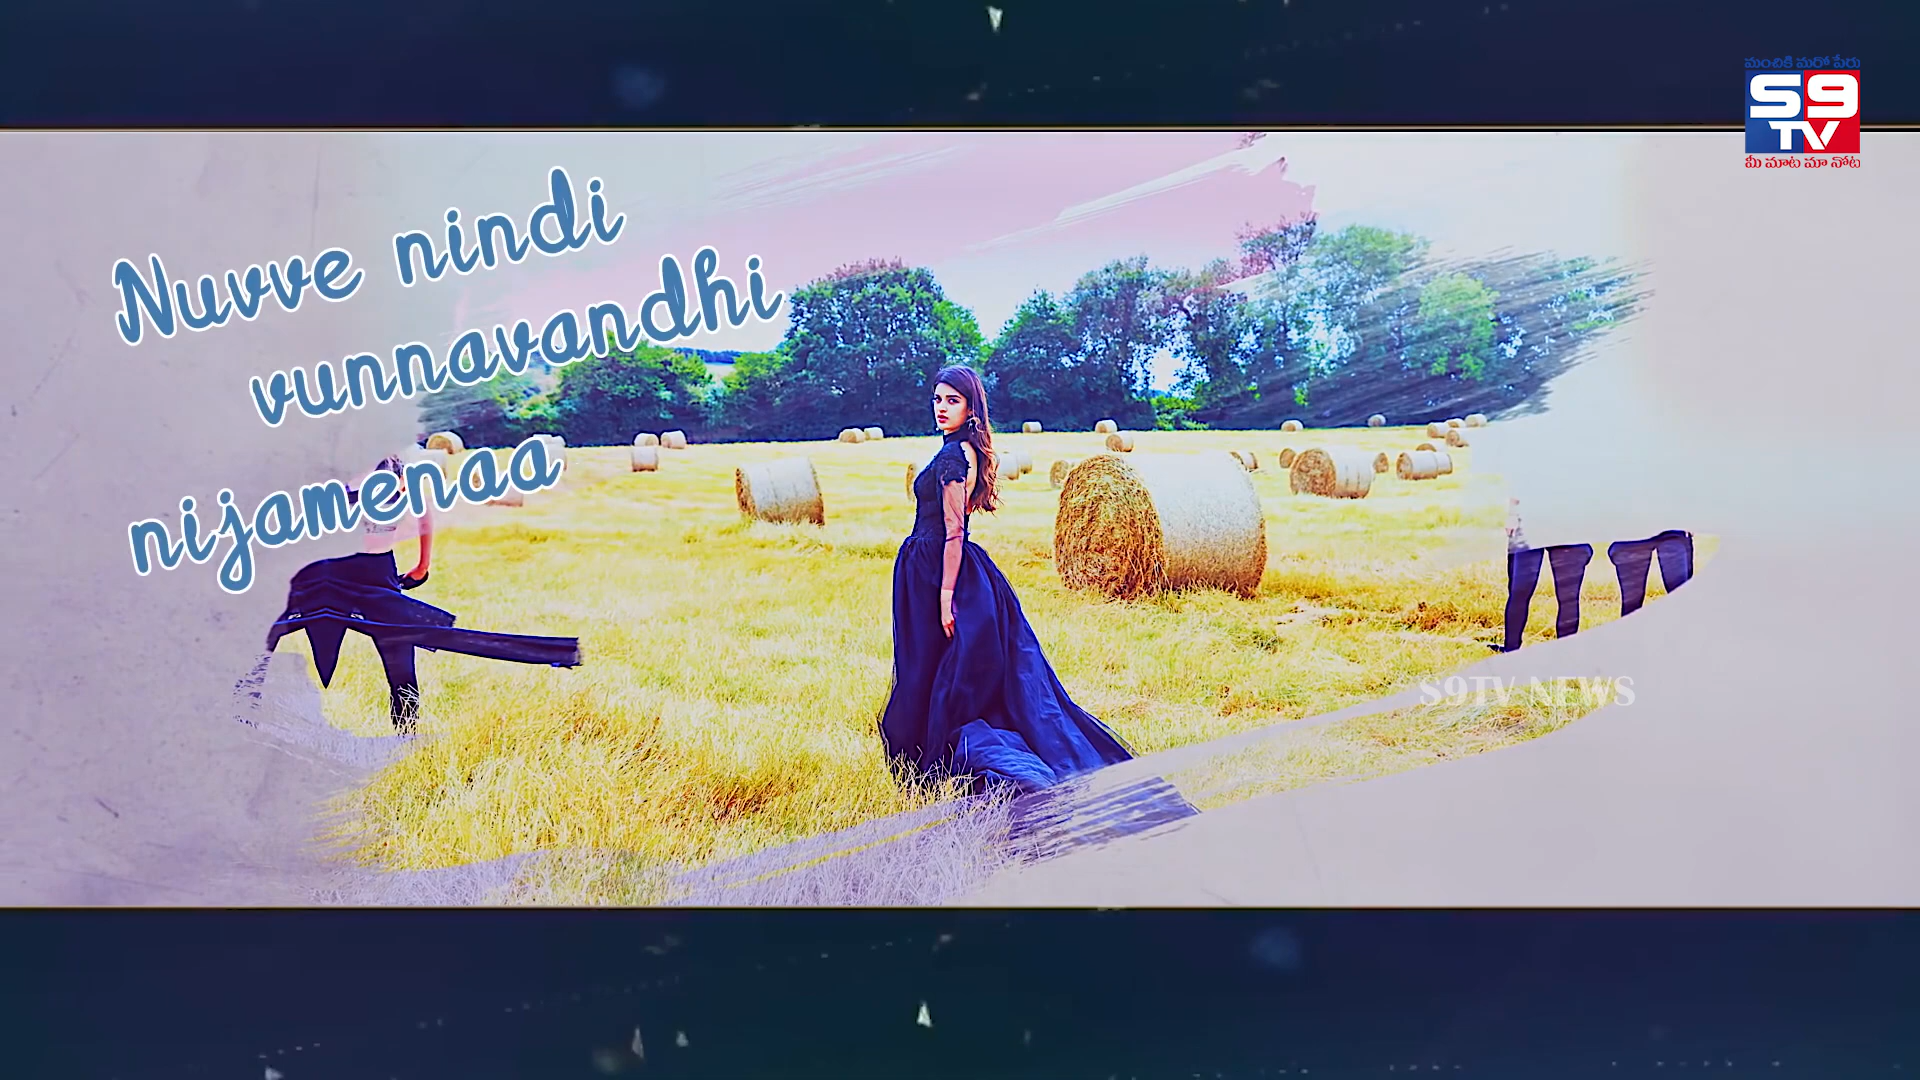 మంచికి మరో పేరు
S9
TV
మీ మాట మా నోట
Nuvve nindi
vunnavandhi
nijamenaa
S9TV NEWS